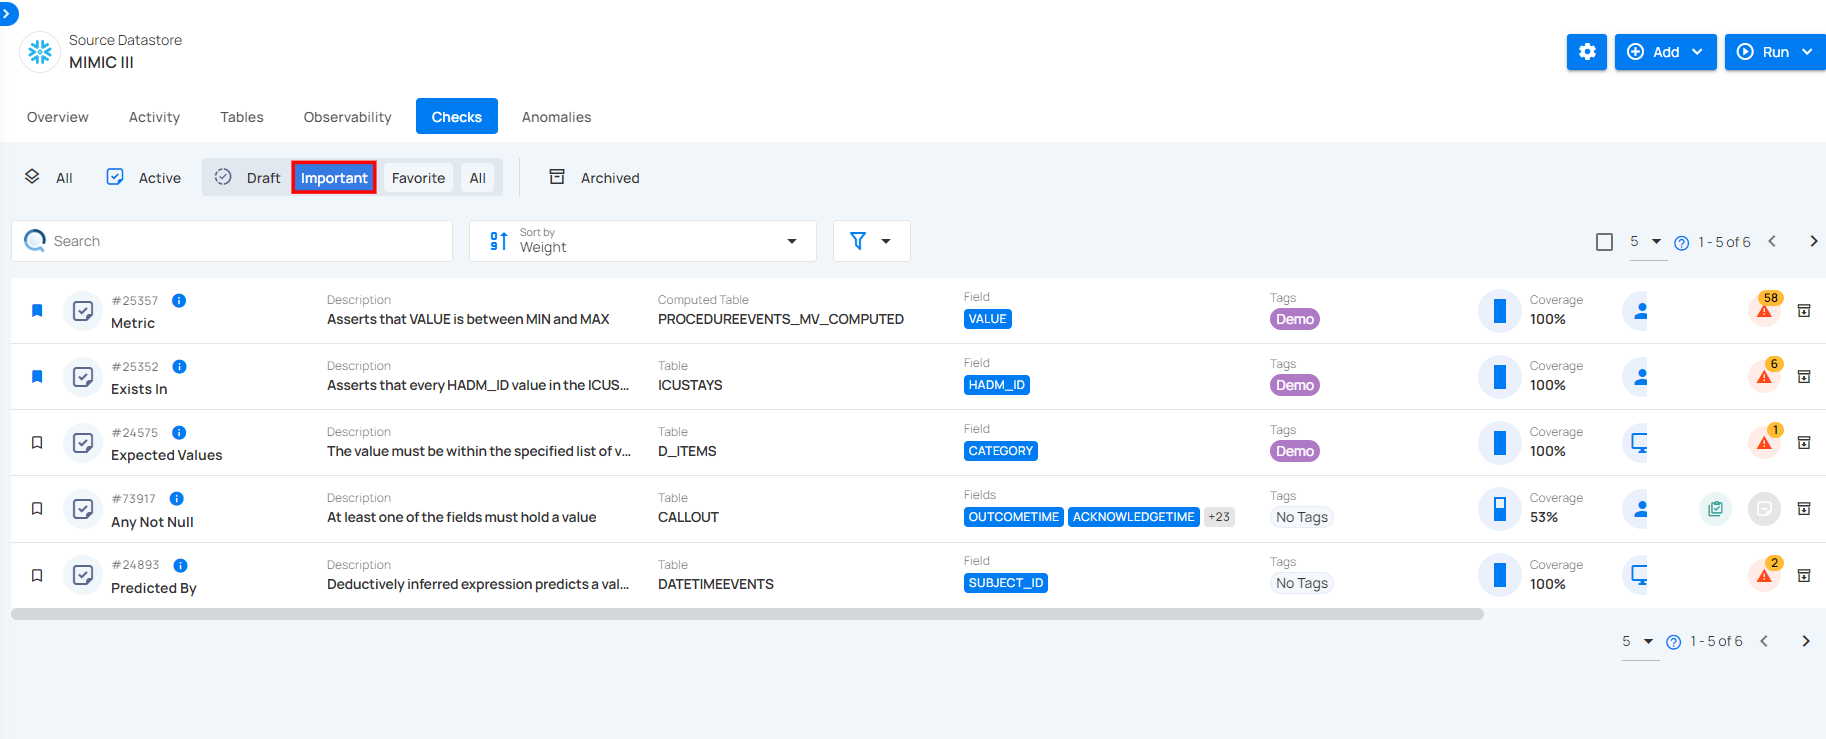 Source Datastore
MIMIC III
Add
Run
Overview Activity Tables Observability Checks Anomalies
All Active Draft Important Favorite All Archived
Search
Sort by
Weight
5 1 - 5 of 6
#25357
Metric
Description
Asserts that VALUE is between MIN and MAX
Computed Table
PROCEDUREEVENTS_MV_COMPUTED
Field
VALUE
Tags
Demo
Coverage
100%
58
#25352
Exists In
Description
Asserts that every HADM_ID value in the ICUS...
Table
ICUSTAYS
Field
HADM_ID
Tags
Demo
Coverage
100%
6
#24575
Expected Values
Description
The value must be within the specified list of v...
Table
D_ITEMS
Field
CATEGORY
Tags
Demo
Coverage
100%
1
#73917
Any Not Null
Description
At least one of the fields must hold a value
Table
CALLOUT
Fields
OUTCOMETIME ACKNOWLEDGETIME +23
Tags
No Tags
Coverage
53%
#24893
Predicted By
Description
Deductively inferred expression predicts a val...
Table
DATETIMEEVENTS
Field
SUBJECT_ID
Tags
No Tags
Coverage
100%
2
5 1 - 5 of 6